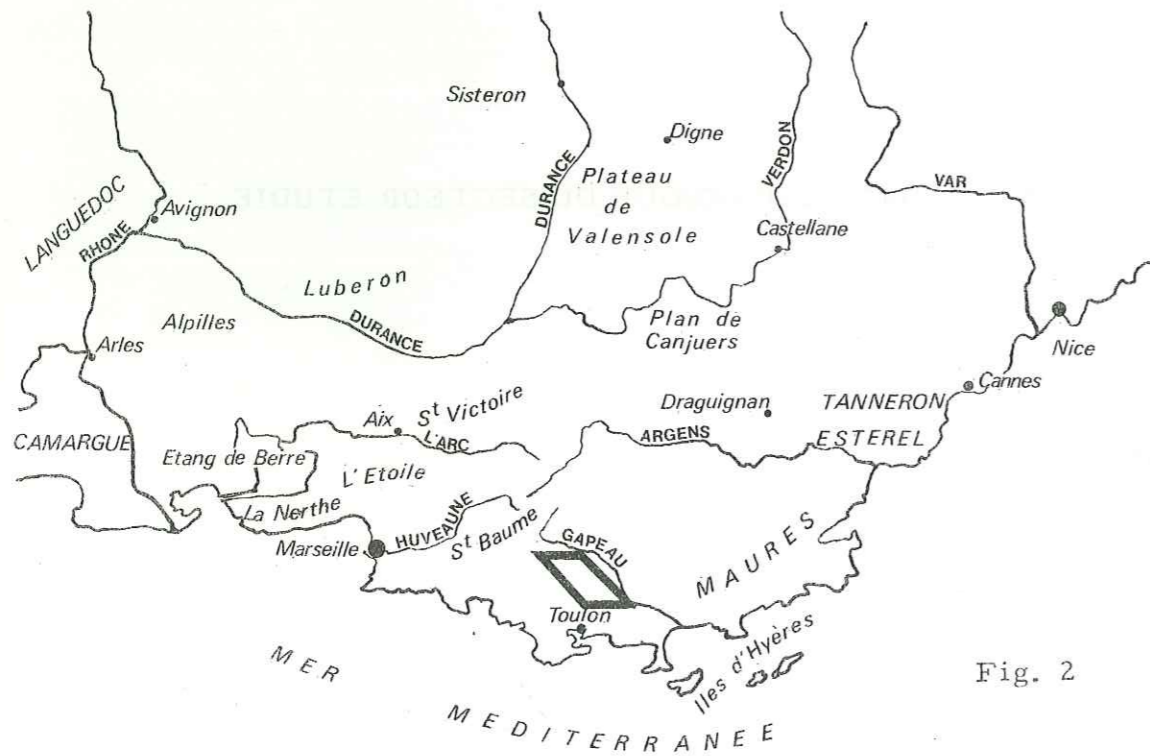 Sisteron
Digne
DURANCE
Plateau
de
Valensole
VERDON
VAR
LANGUEDOC
Avignon
RHONE
Castellane
Luberon
Alpilles
DURANCE
Plan de
Canjuers
Nice
Arles
Cannes
St Victoire
Aix
L'ARC
Draguignan
TANNERON
ARGENS
ESTEREL
CAMARGUE
Etang de Berre
L'Etoile
La Nerthe
HUVEAUNE
Marseille
St Baume
GAPEAU
MAURES
Toulon
Iles d'Hyères
MER
MEDITERRANEE
Fig. 2